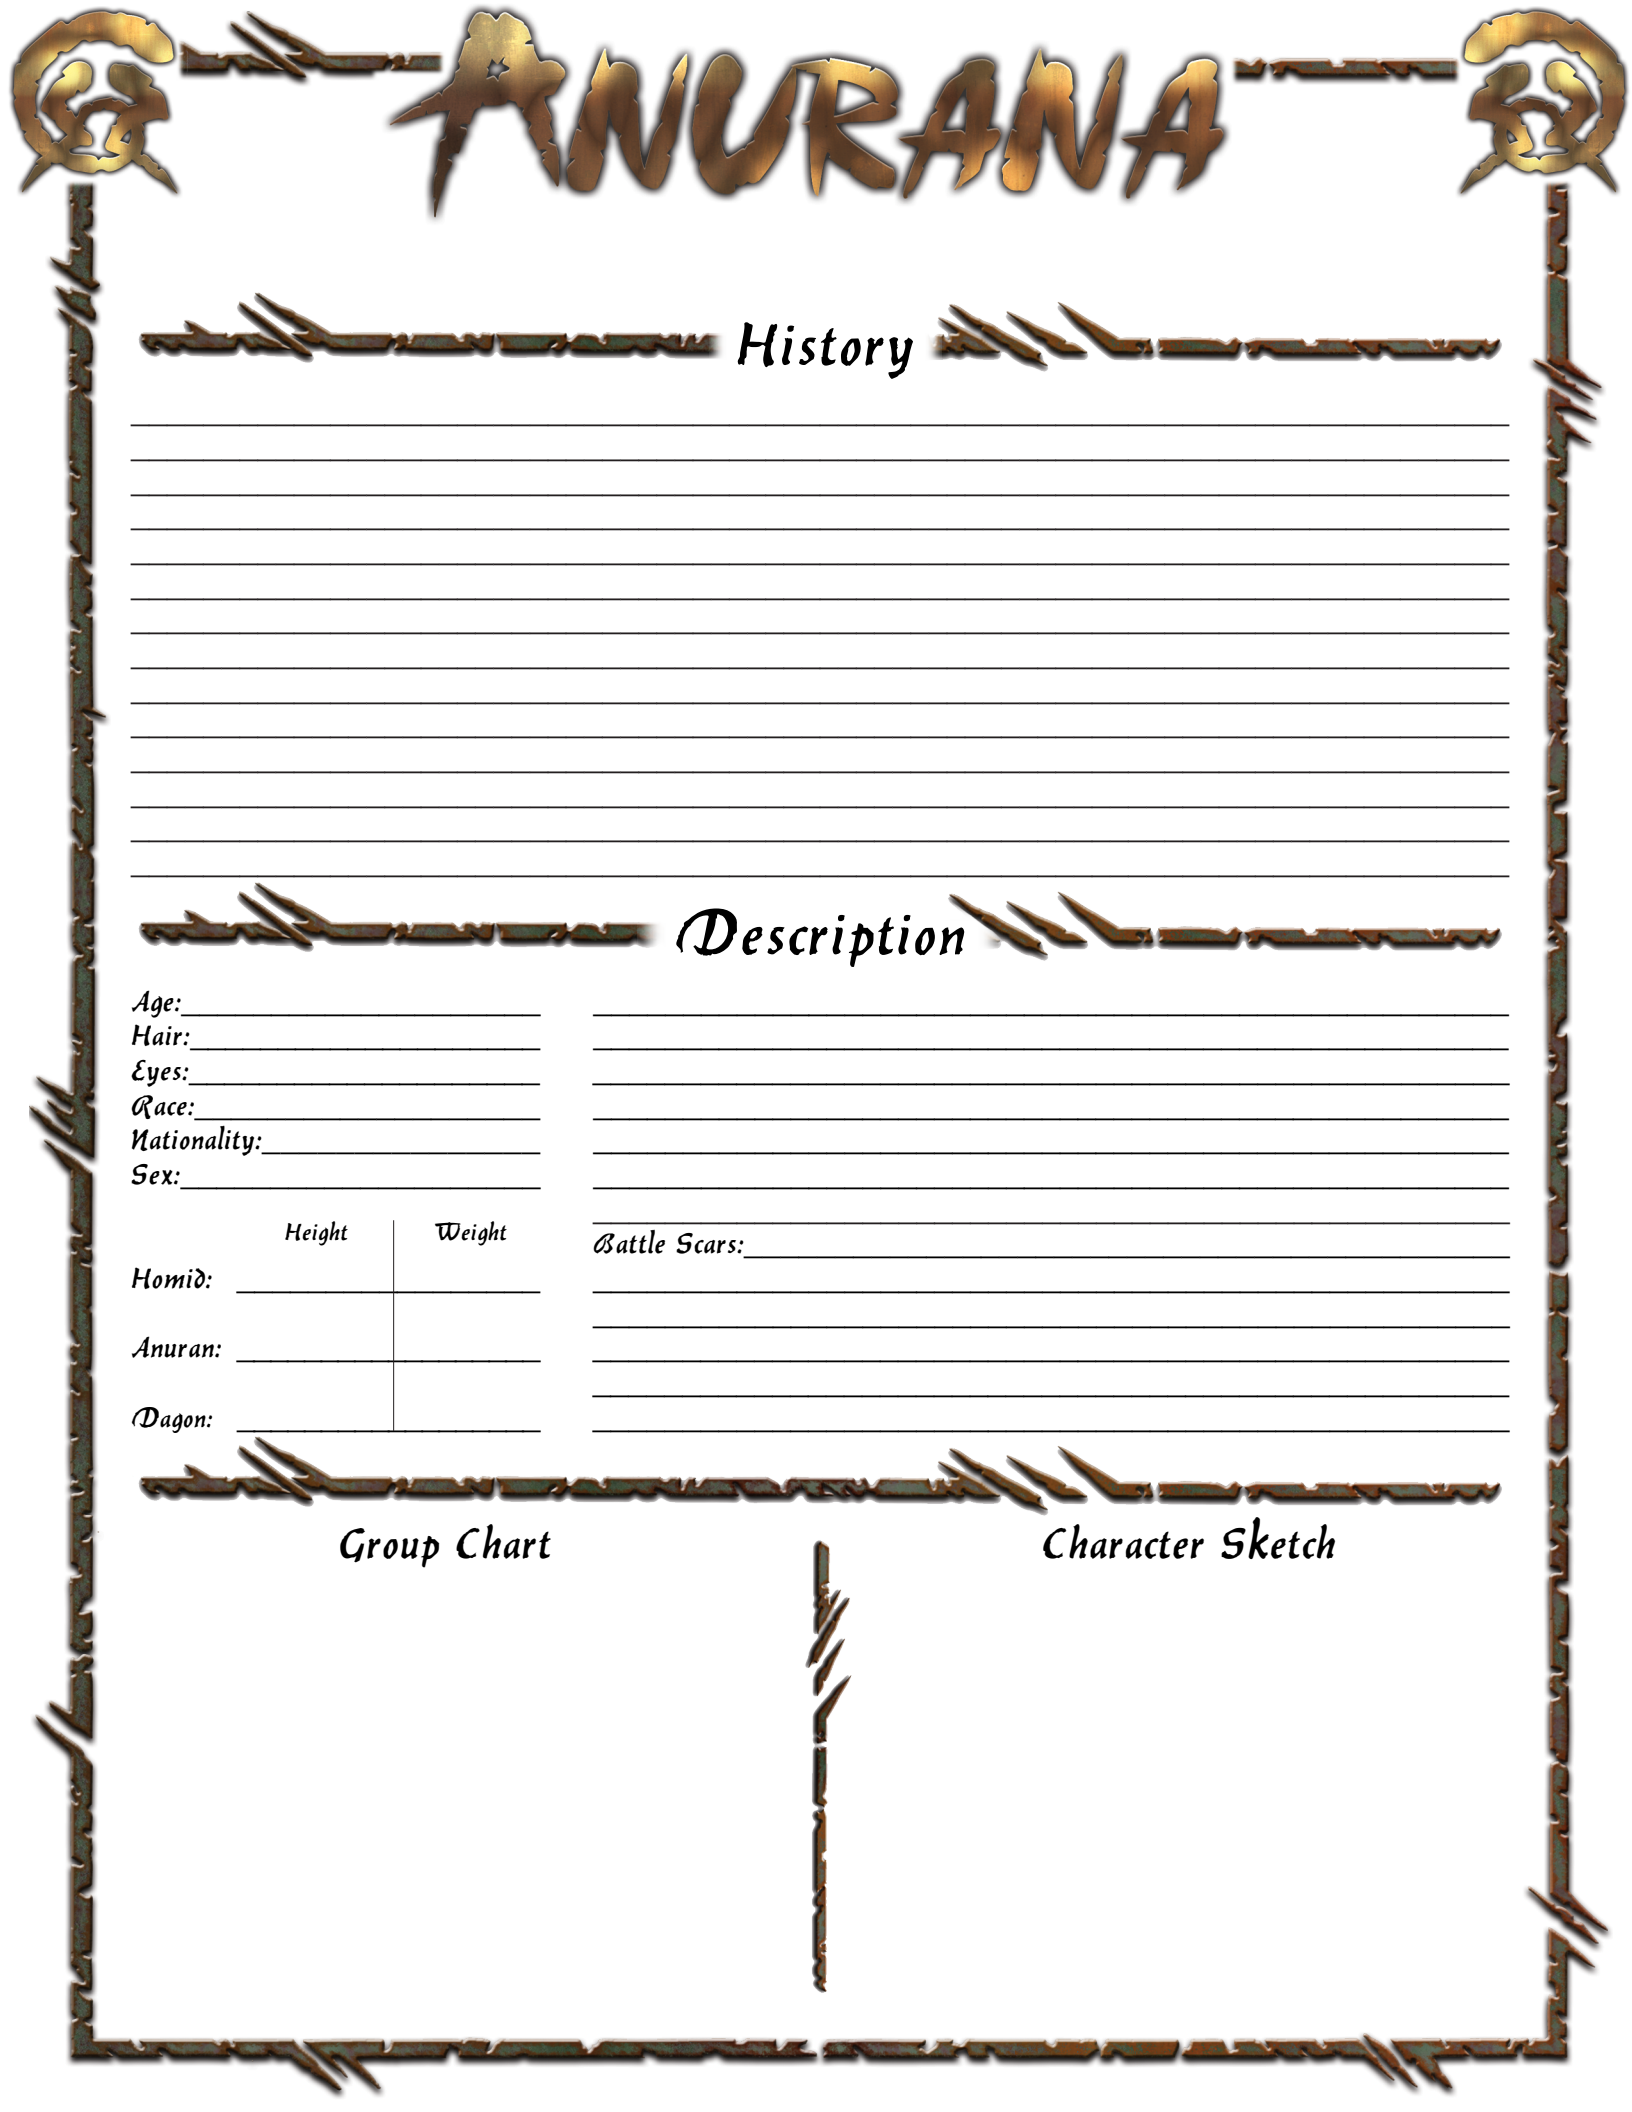 Anurana
History
Description
Age:
Hair:
Eyes:
Race:
Nationality:
Sex:
Height Weight
Battle Scars:
Homid:
Anuran:
Dagon:
Group Chart Character Sketch